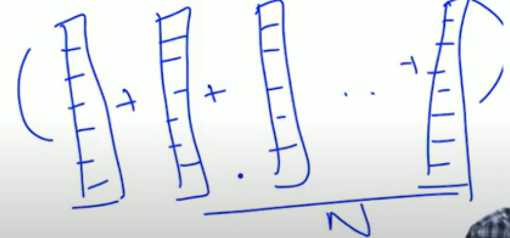 ( + + . . . + )
N